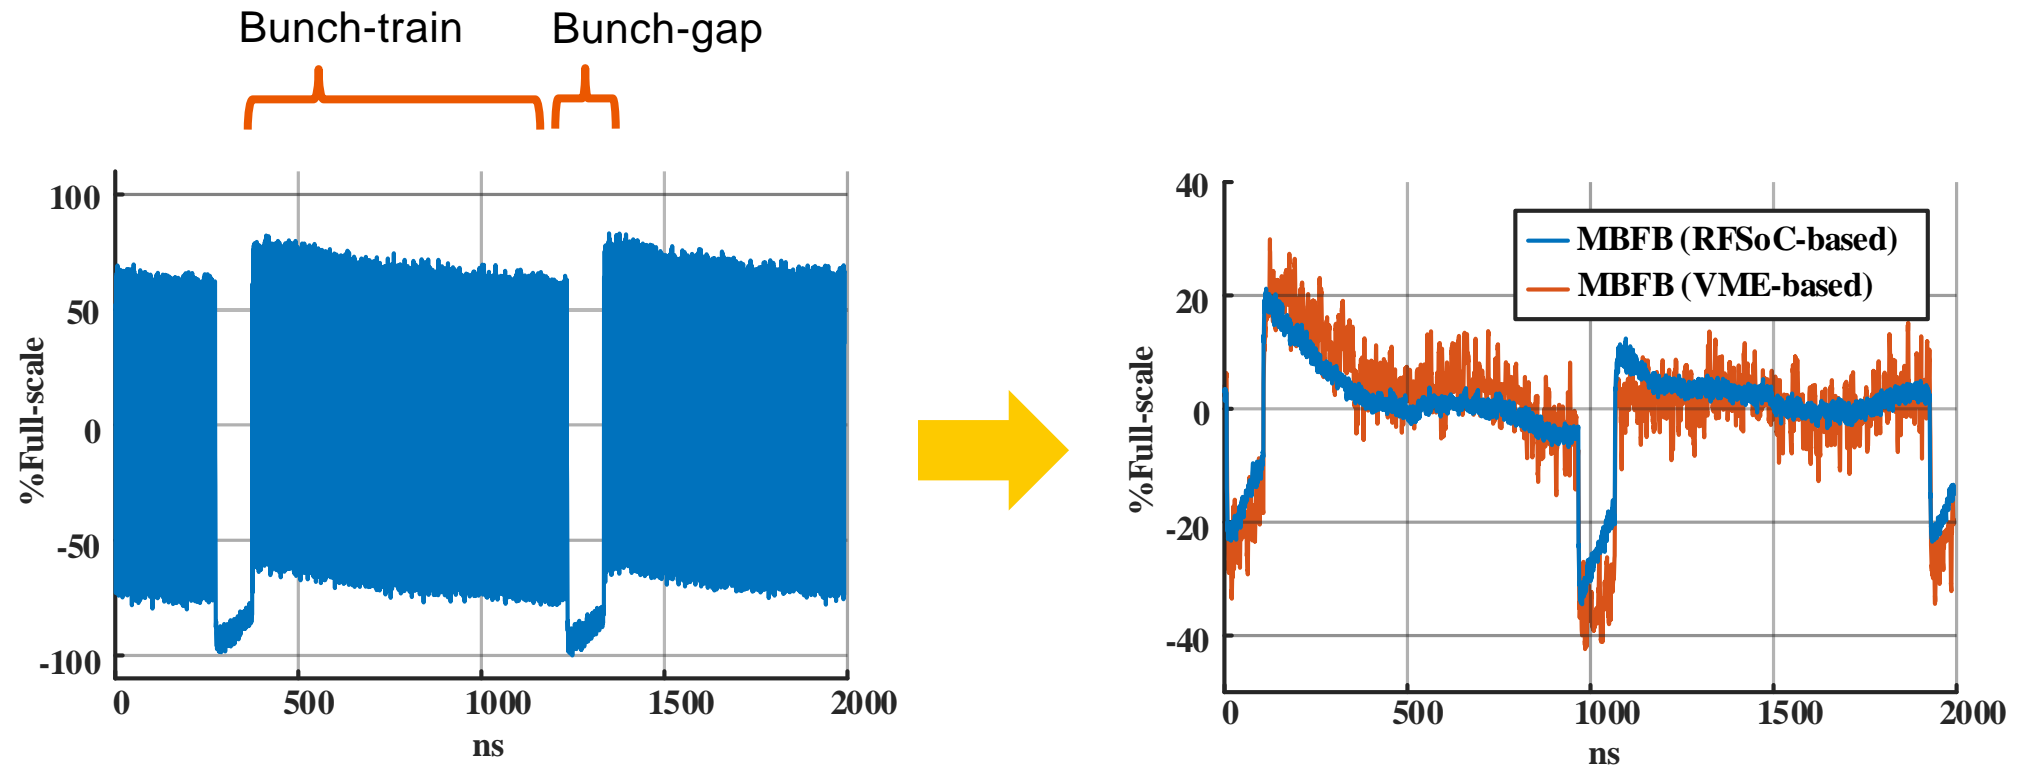 Bunch-train
Bunch-gap
100
50
0
-50
-100
%Full-scale
0
500
1000
1500
2000
ns
40
20
0
-20
-40
%Full-scale
MBFB (RFSoC-based)
MBFB (VME-based)
0
500
1000
1500
2000
ns